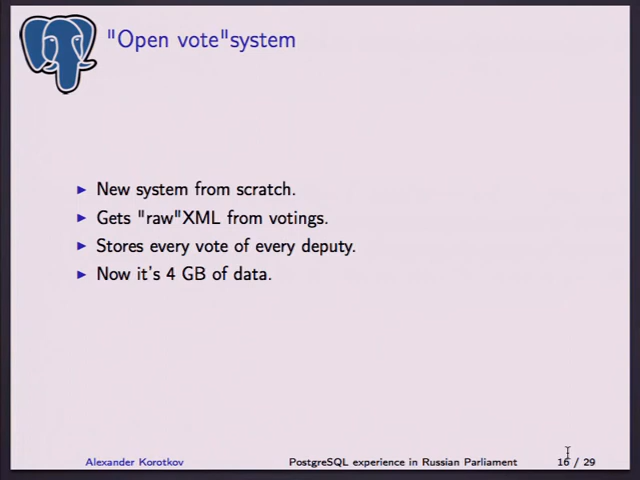 "Open vote"system
New system from scratch.
Gets "raw"XML from votings.
Stores every vote of every deputy.
Now it's 4 GB of data.
Alexander Korotkov PostgreSQL experience in Russian Parliament 16 / 29